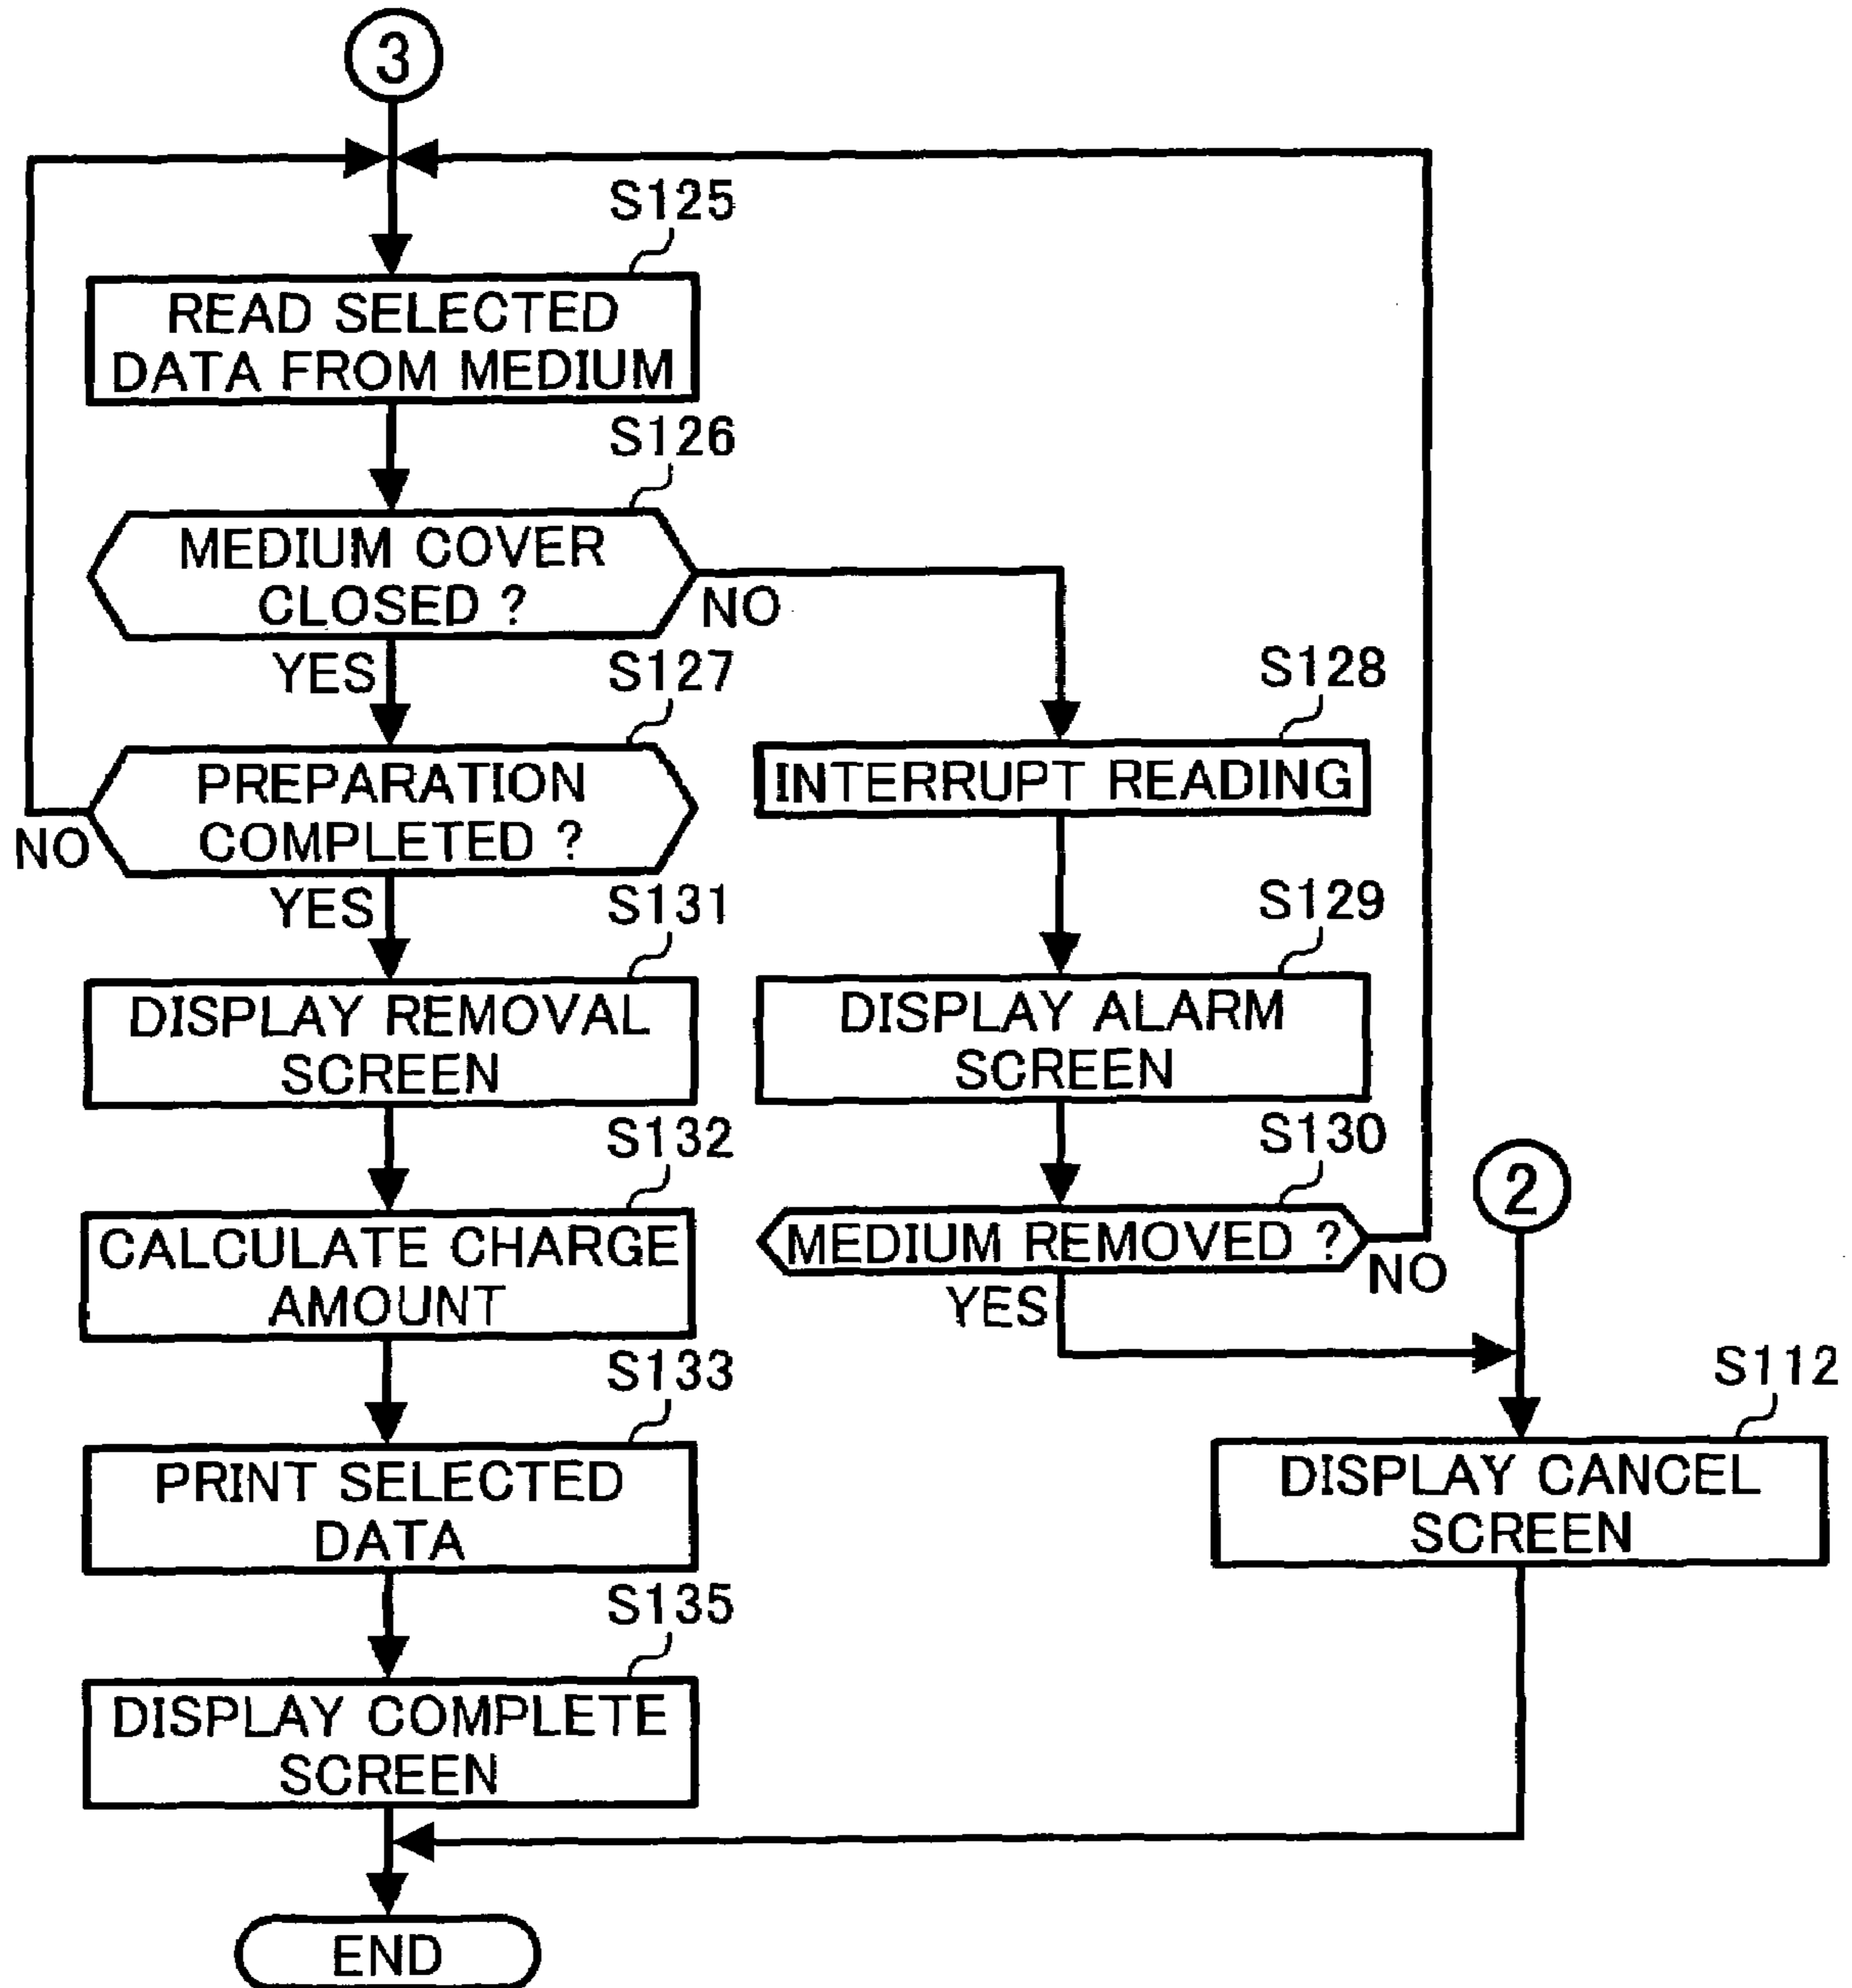 3
S125
READ SELECTED
DATA FROM MEDIUM
S126
MEDIUM COVER
CLOSED ?
NO
YES
S127
PREPARATION
COMPLETED ?
NO
YES
S128
INTERRUPT READING
S129
DISPLAY ALARM
SCREEN
S130
MEDIUM REMOVED ?
NO
YES
2
S112
DISPLAY CANCEL
SCREEN
S131
DISPLAY REMOVAL
SCREEN
S132
CALCULATE CHARGE
AMOUNT
S133
PRINT SELECTED
DATA
S135
DISPLAY COMPLETE
SCREEN
END